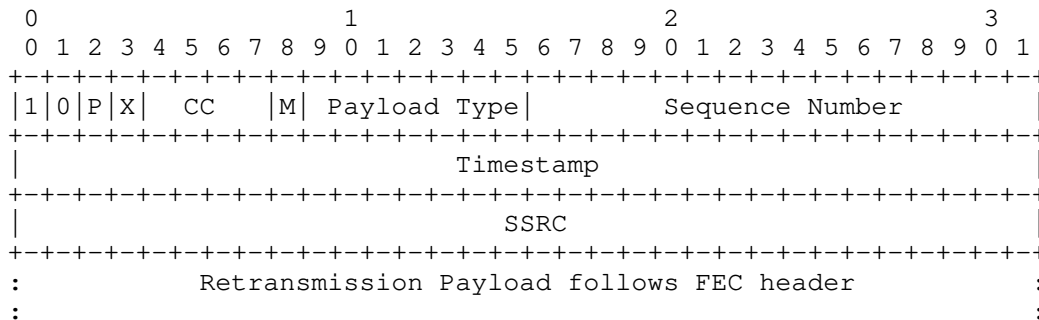 0                   1                   2                   3
 0 1 2 3 4 5 6 7 8 9 0 1 2 3 4 5 6 7 8 9 0 1 2 3 4 5 6 7 8 9 0 1
+-+-+-+-+-+-+-+-+-+-+-+-+-+-+-+-+-+-+-+-+-+-+-+-+-+-+-+-+-+-+-+-+
|1|0|P|X|  CC   |M| Payload Type|        Sequence Number        |
+-+-+-+-+-+-+-+-+-+-+-+-+-+-+-+-+-+-+-+-+-+-+-+-+-+-+-+-+-+-+-+-+
|                           Timestamp                           |
+-+-+-+-+-+-+-+-+-+-+-+-+-+-+-+-+-+-+-+-+-+-+-+-+-+-+-+-+-+-+-+-+
|                              SSRC                             |
+-+-+-+-+-+-+-+-+-+-+-+-+-+-+-+-+-+-+-+-+-+-+-+-+-+-+-+-+-+-+-+-+
:           Retransmission Payload follows FEC header           :
:                                                               :